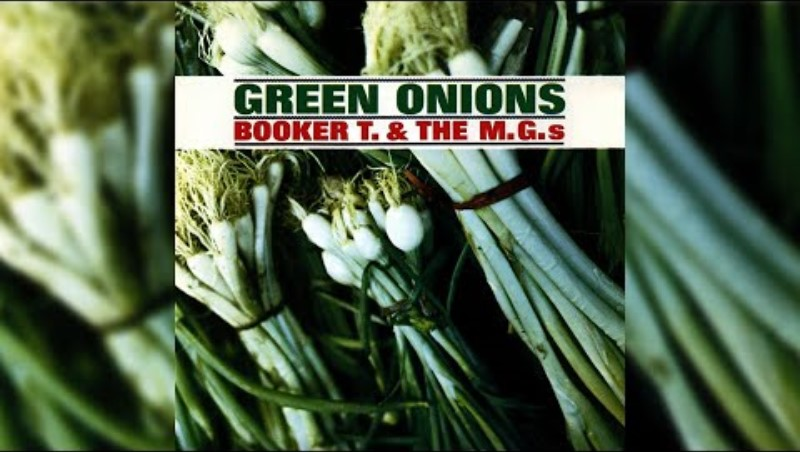 GREEN ONIONS
BOOKER T. & THE M.G.s